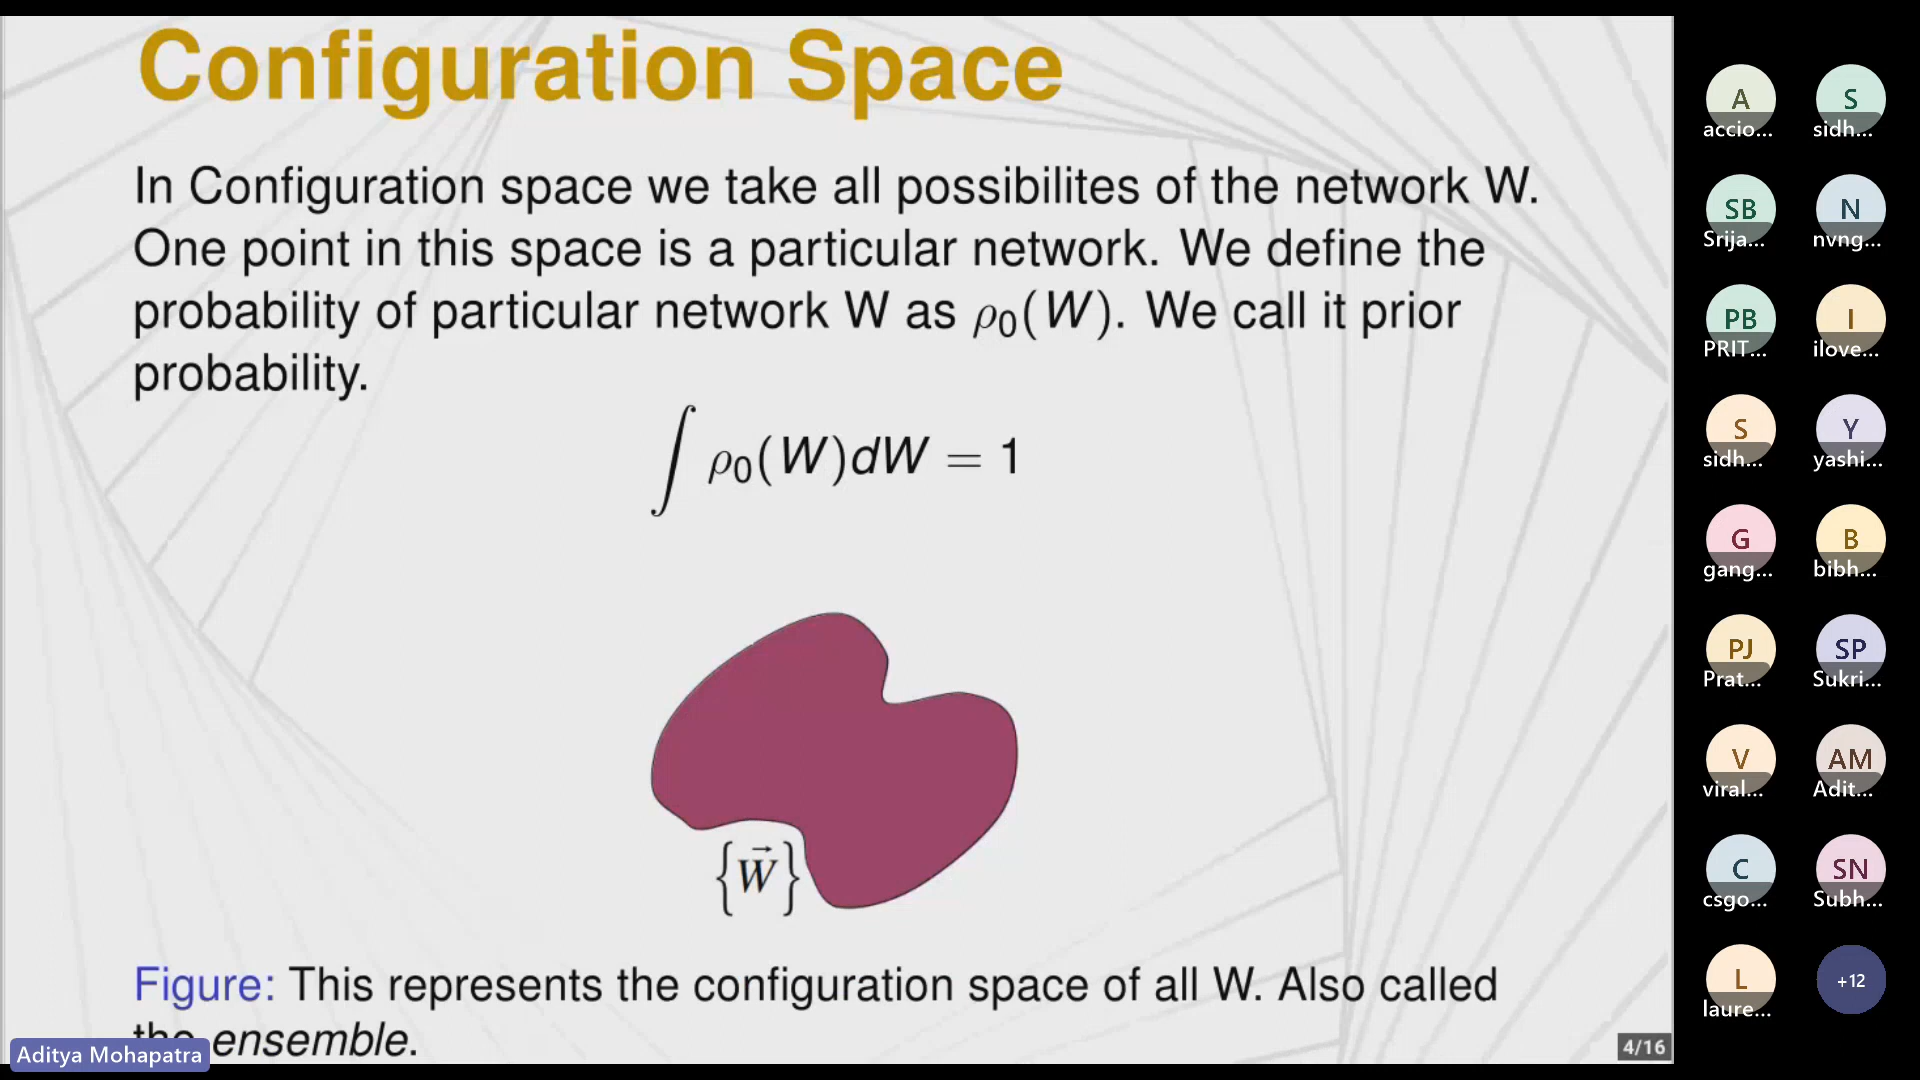 Configuration Space
In Configuration space we take all possibilites of the network W.
One point in this space is a particular network. We define the
probability of particular network W as ρ₀(W). We call it prior
probability.
∫ ρ₀(W)dW = 1
{W⃗}
Figure: This represents the configuration space of all W. Also called
the ensemble.
Aditya Mohapatra
4/16
A
accio...
S
sidh...
SB
Srija...
N
nvng...
PB
PRIT...
I
ilove...
S
sidh...
Y
yashi...
G
gang...
B
bibh...
PJ
Prat...
SP
Sukri...
V
viral...
AM
Adit...
C
csgo...
SN
Subh...
L
laure...
+12